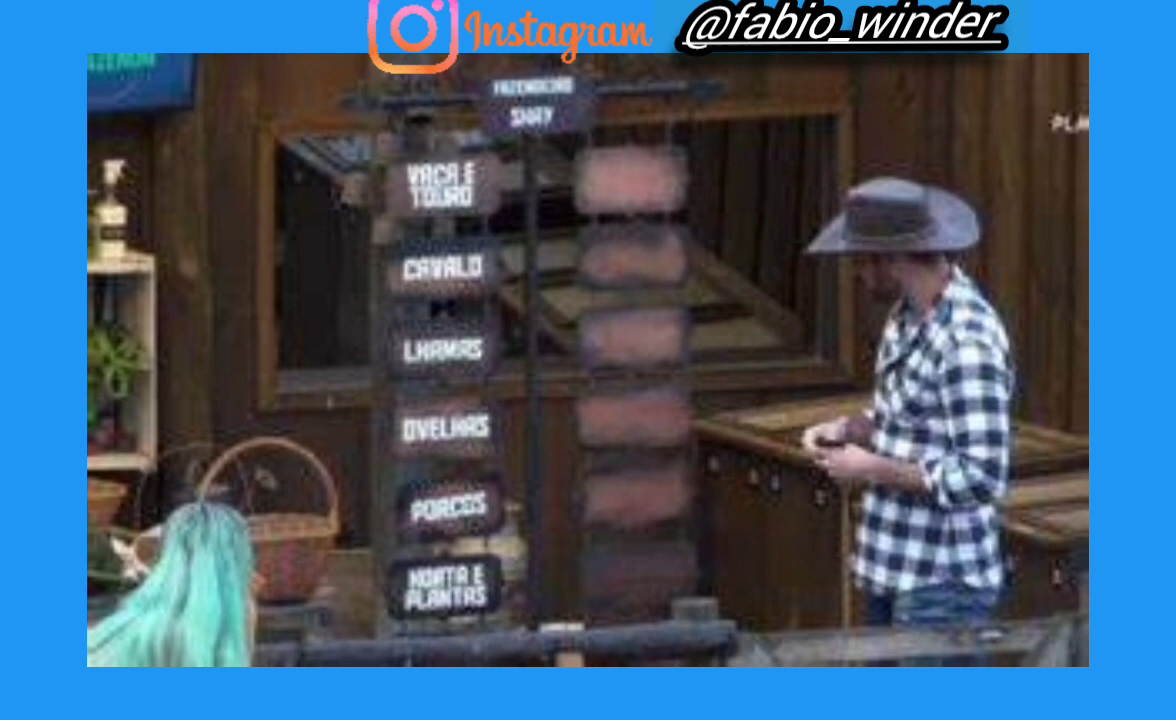 Instagram @fabio_winder
FAZENDEIRO
SHAY
VACA E
TOURO
CAVALO
LHAMAS
OVELHAS
PORCOS
HORTA E
PLANTAS